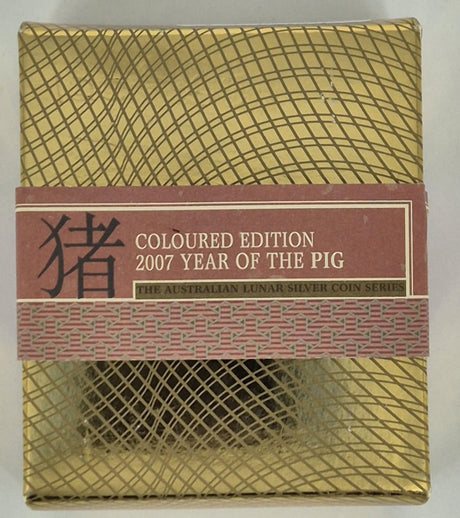 猪
COLOURED EDITION
2007 YEAR OF THE PIG
THE AUSTRALIAN LUNAR SILVER COIN SERIES